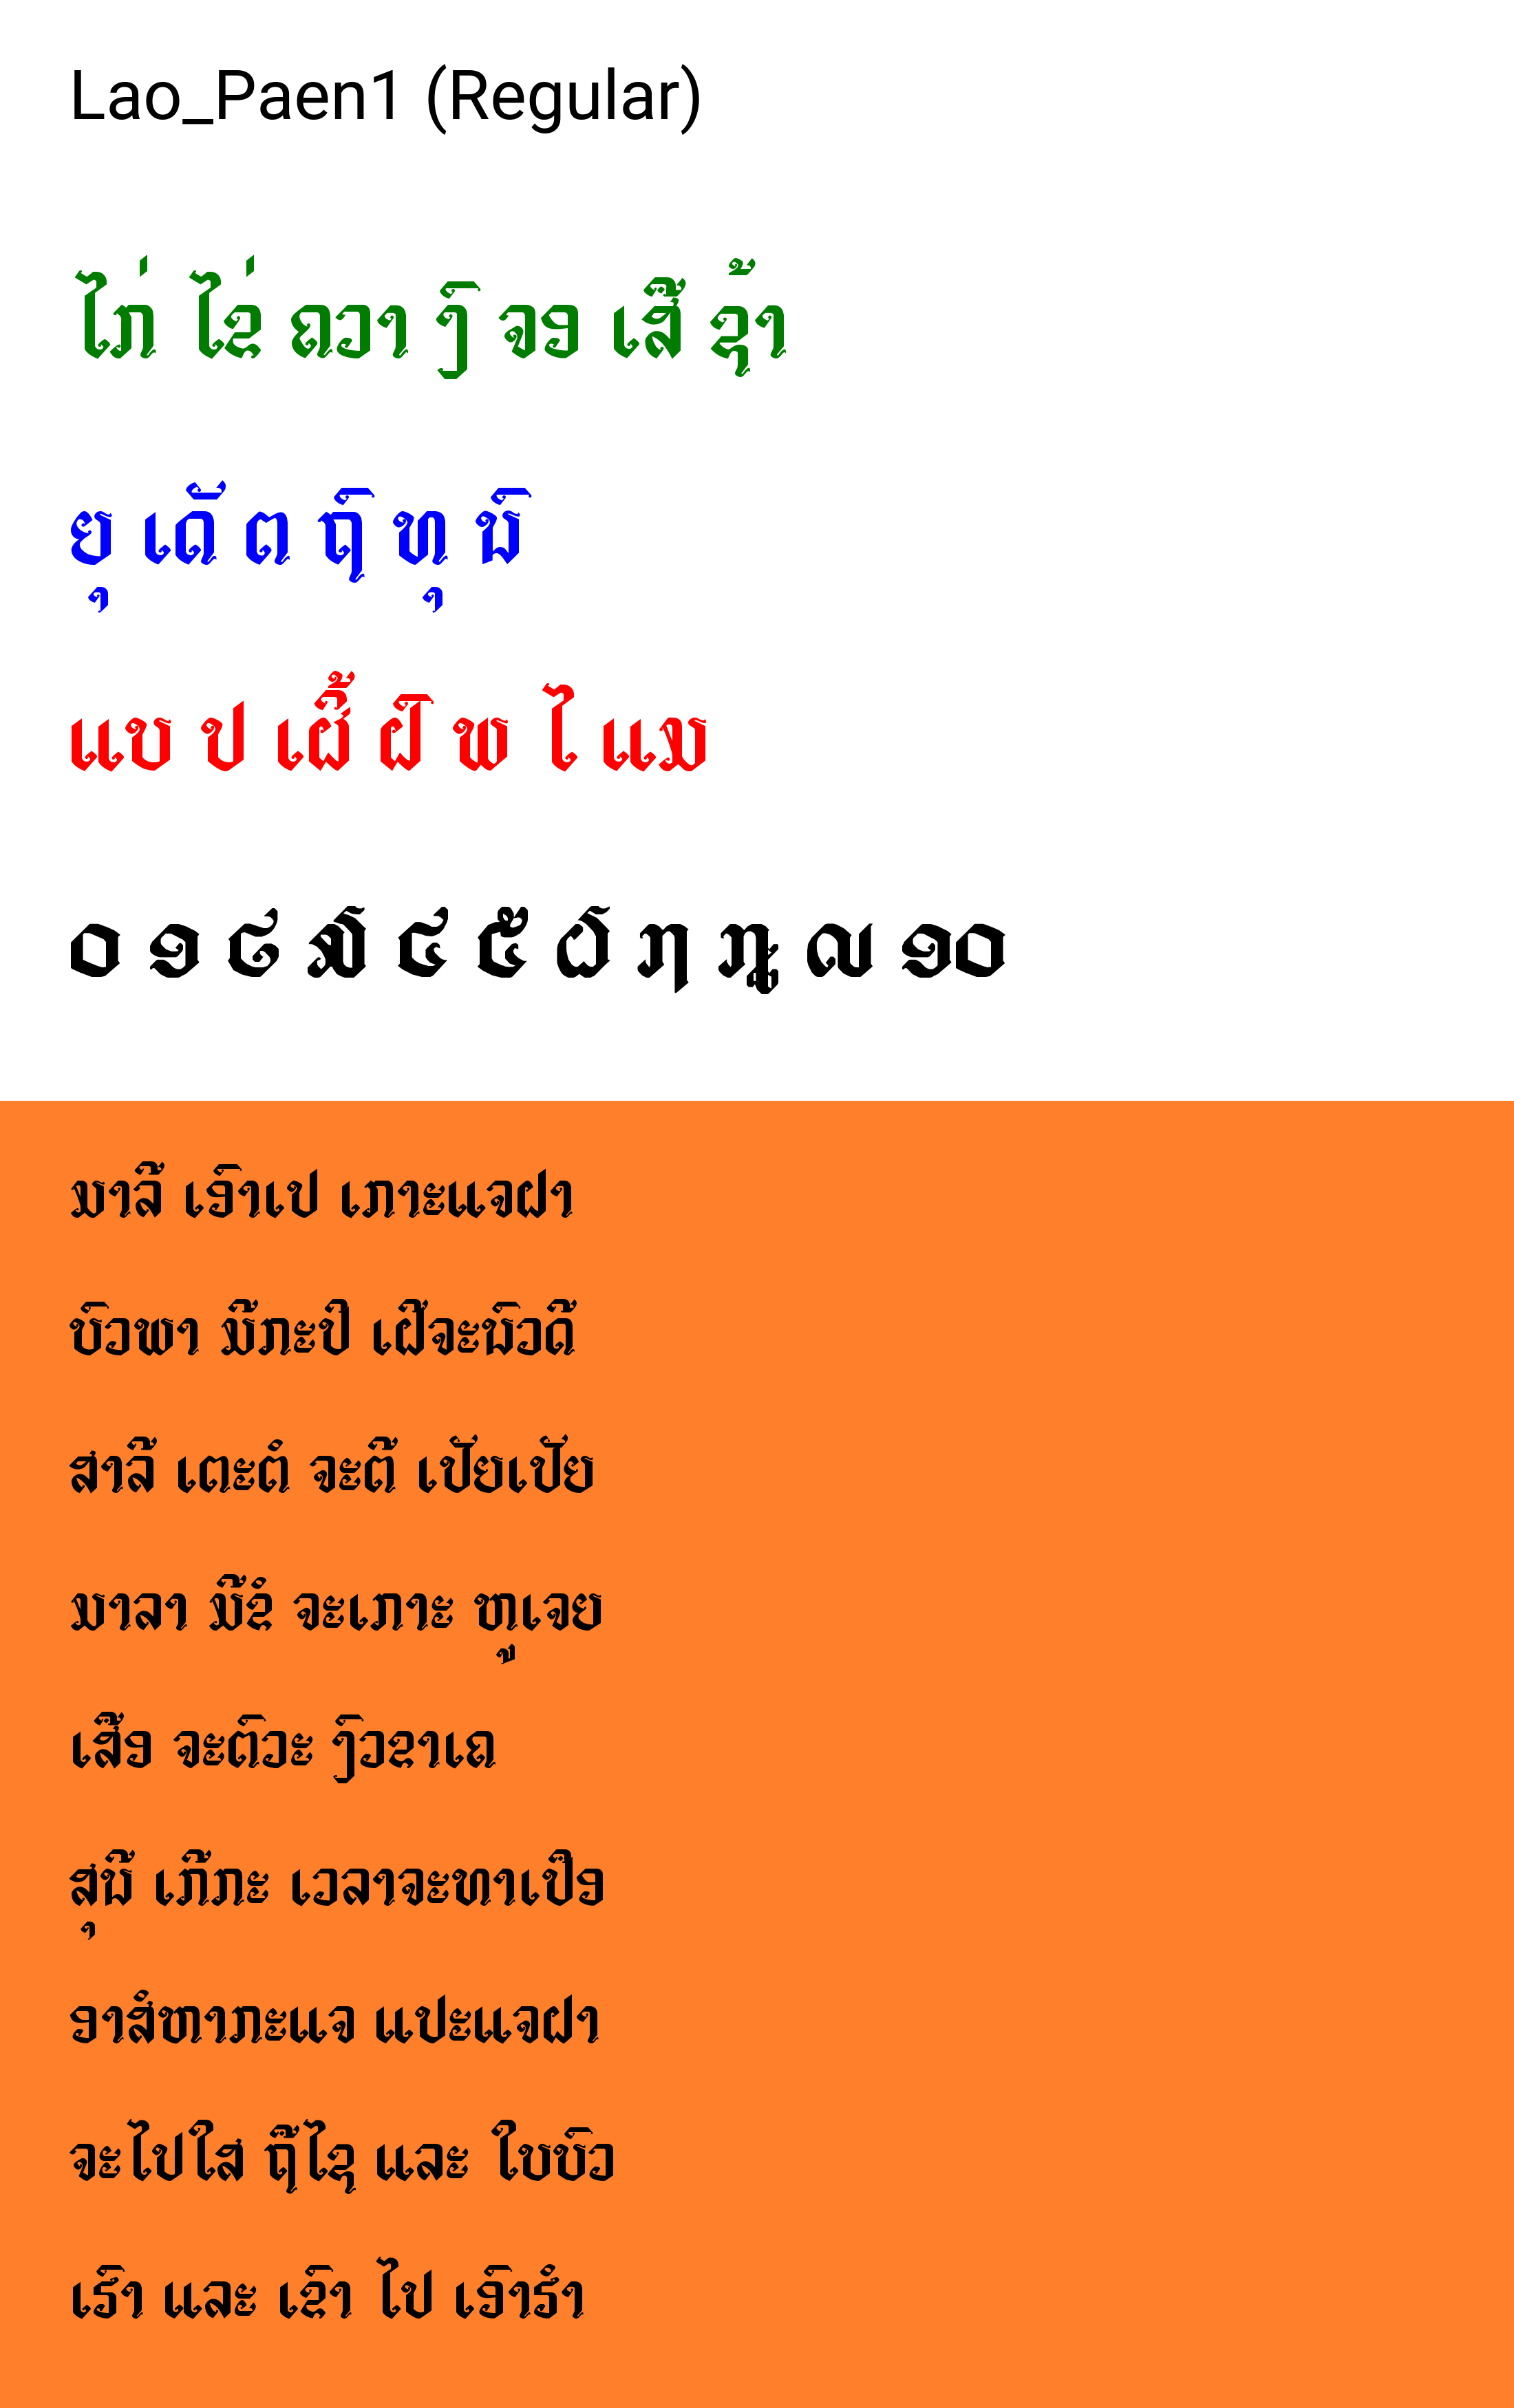 Lao_Paen1 (Regular)
ໄກ່ ໄຂ່ ຄວາ ງົ ຈອ ເສື ຊ້າ
ຍຸ ເດັ ຕ ຖົ ທຸ ນົ
ແບ ປ ເຜີ້ ຝົ ພ ໄ ແມ
໐ ໑ ໒ ໓ ໔ ໕ ໖ ໗ ໘ ໙ ໑໐
ມາລີ ເອົາເປ ເກາະແຈຝາ
ບົວພາ ມີກະປິ ເຝີຈະນົວດີ
ສາລີ ເຕະຕໍ ຈະຕີ ເປັຍເປັຍ
ມາລາ ມີຂໍ ຈະເກາະ ຫູເຈຍ
ເສືອ ຈະຕົວະ ງົວຂາເຄ
ສຸນີ ເກີກະ ເວລາຈະທາເປືອ
ອາສໍຫາກະແຈ ແປະແຈຝາ
ຈະໄປໃສ ຖືໄຊ ແລະ ໃບບົວ
ເຮົາ ແລະ ເຂົາ ໄປ ເອົາຮໍາ